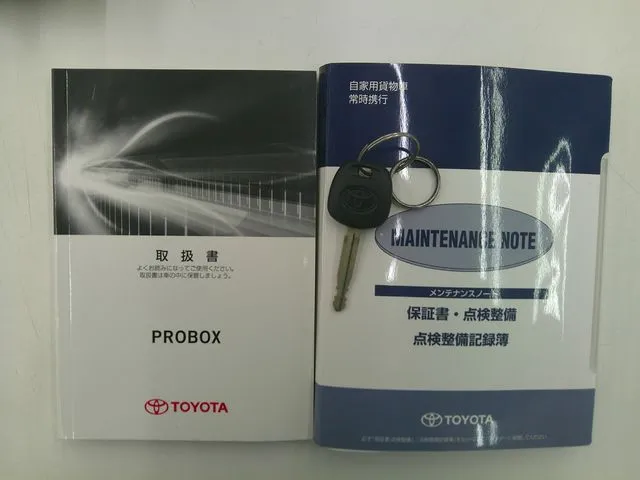 取扱書
よくお読みになってご使用ください。
取扱書は車の中に保管しましょう。
PROBOX
TOYOTA
自家用貨物車
常時携行
MAINTENANCE NOTE
メンテナンスノート
保証書・点検整備
点検整備記録簿
TOYOTA